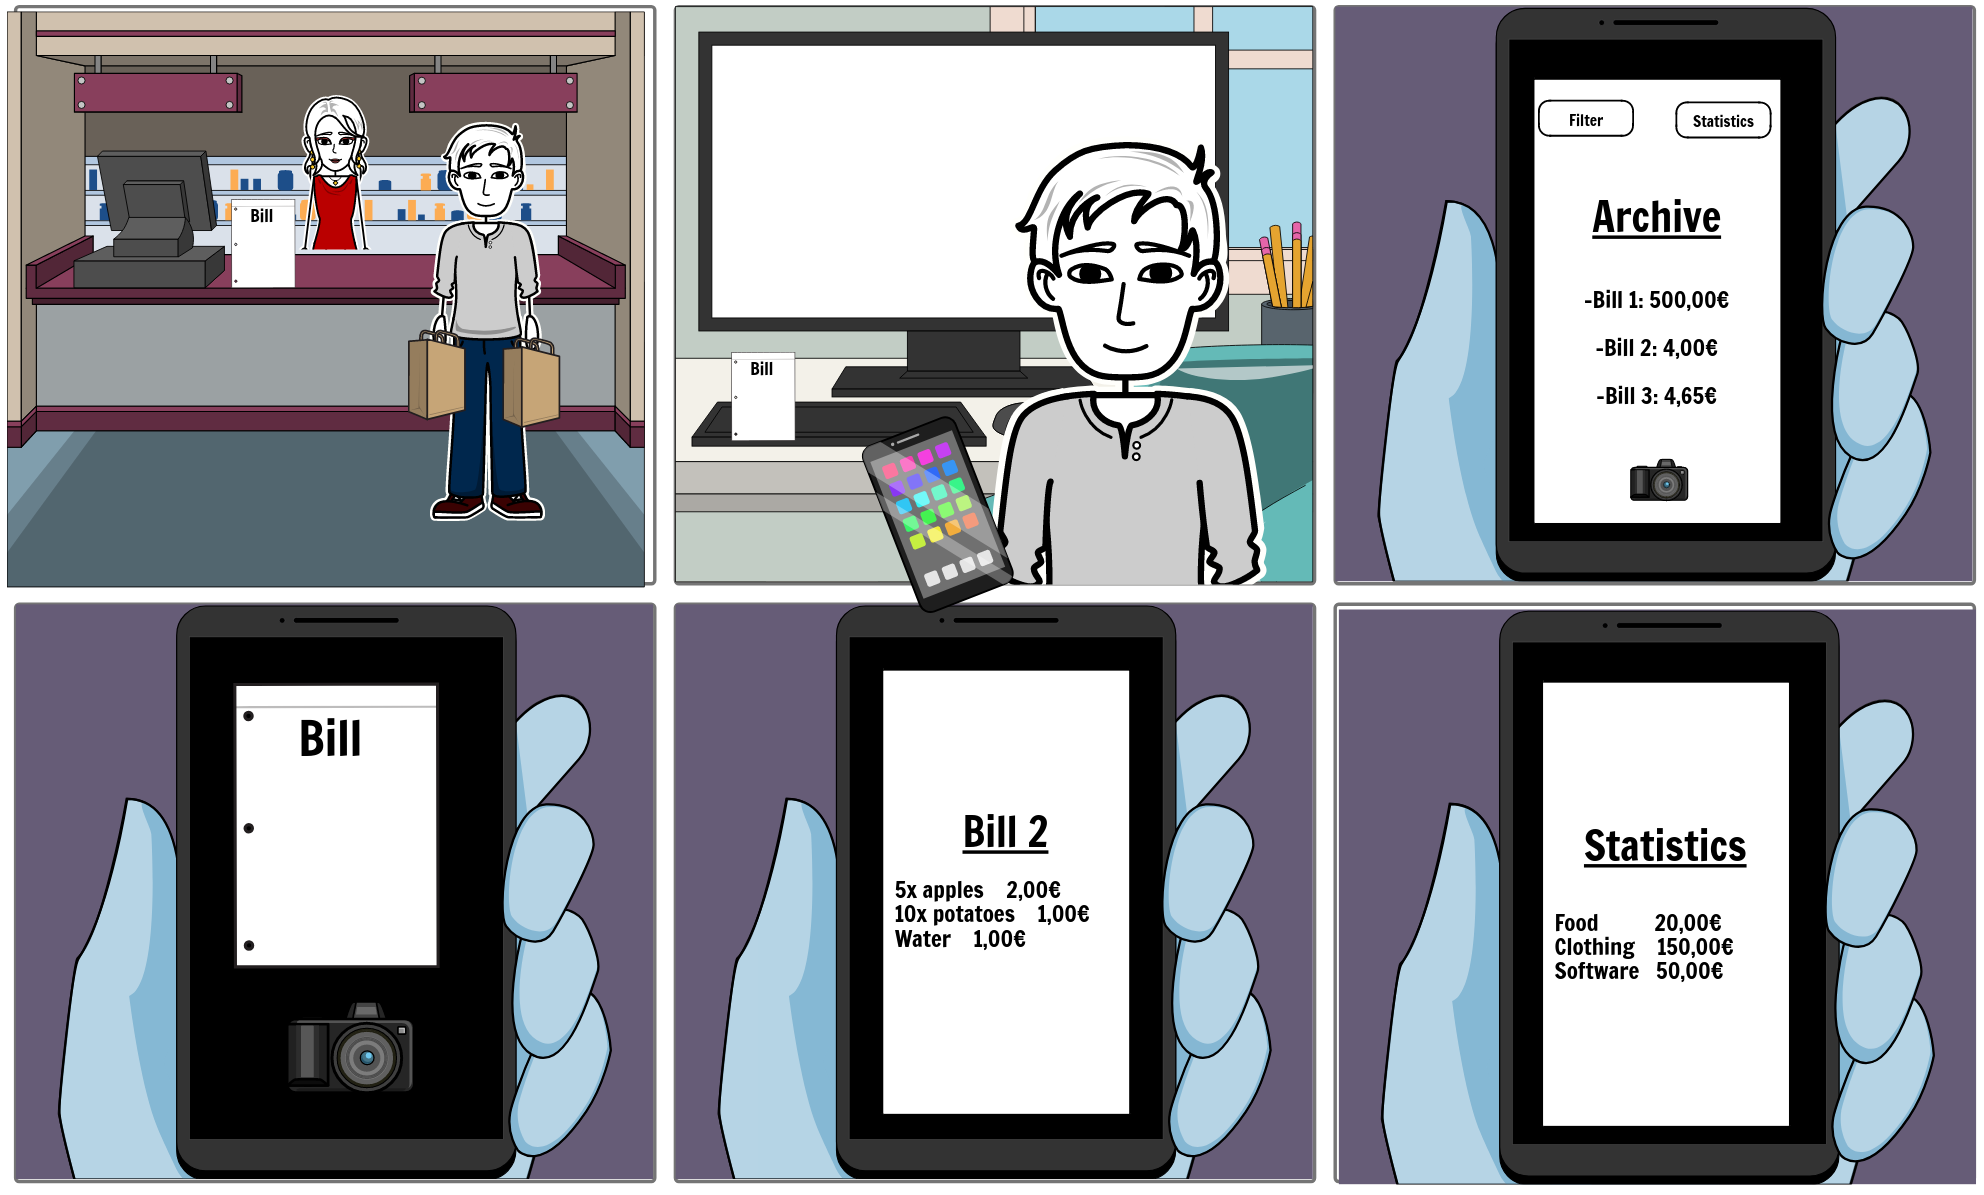 Bill
Bill
Filter
Statistics
Archive
-Bill 1: 500,00€
-Bill 2: 4,00€
-Bill 3: 4,65€
Bill
Bill 2
5x apples 2,00€
10x potatoes 1,00€
Water 1,00€
Statistics
Food 20,00€
Clothing 150,00€
Software 50,00€